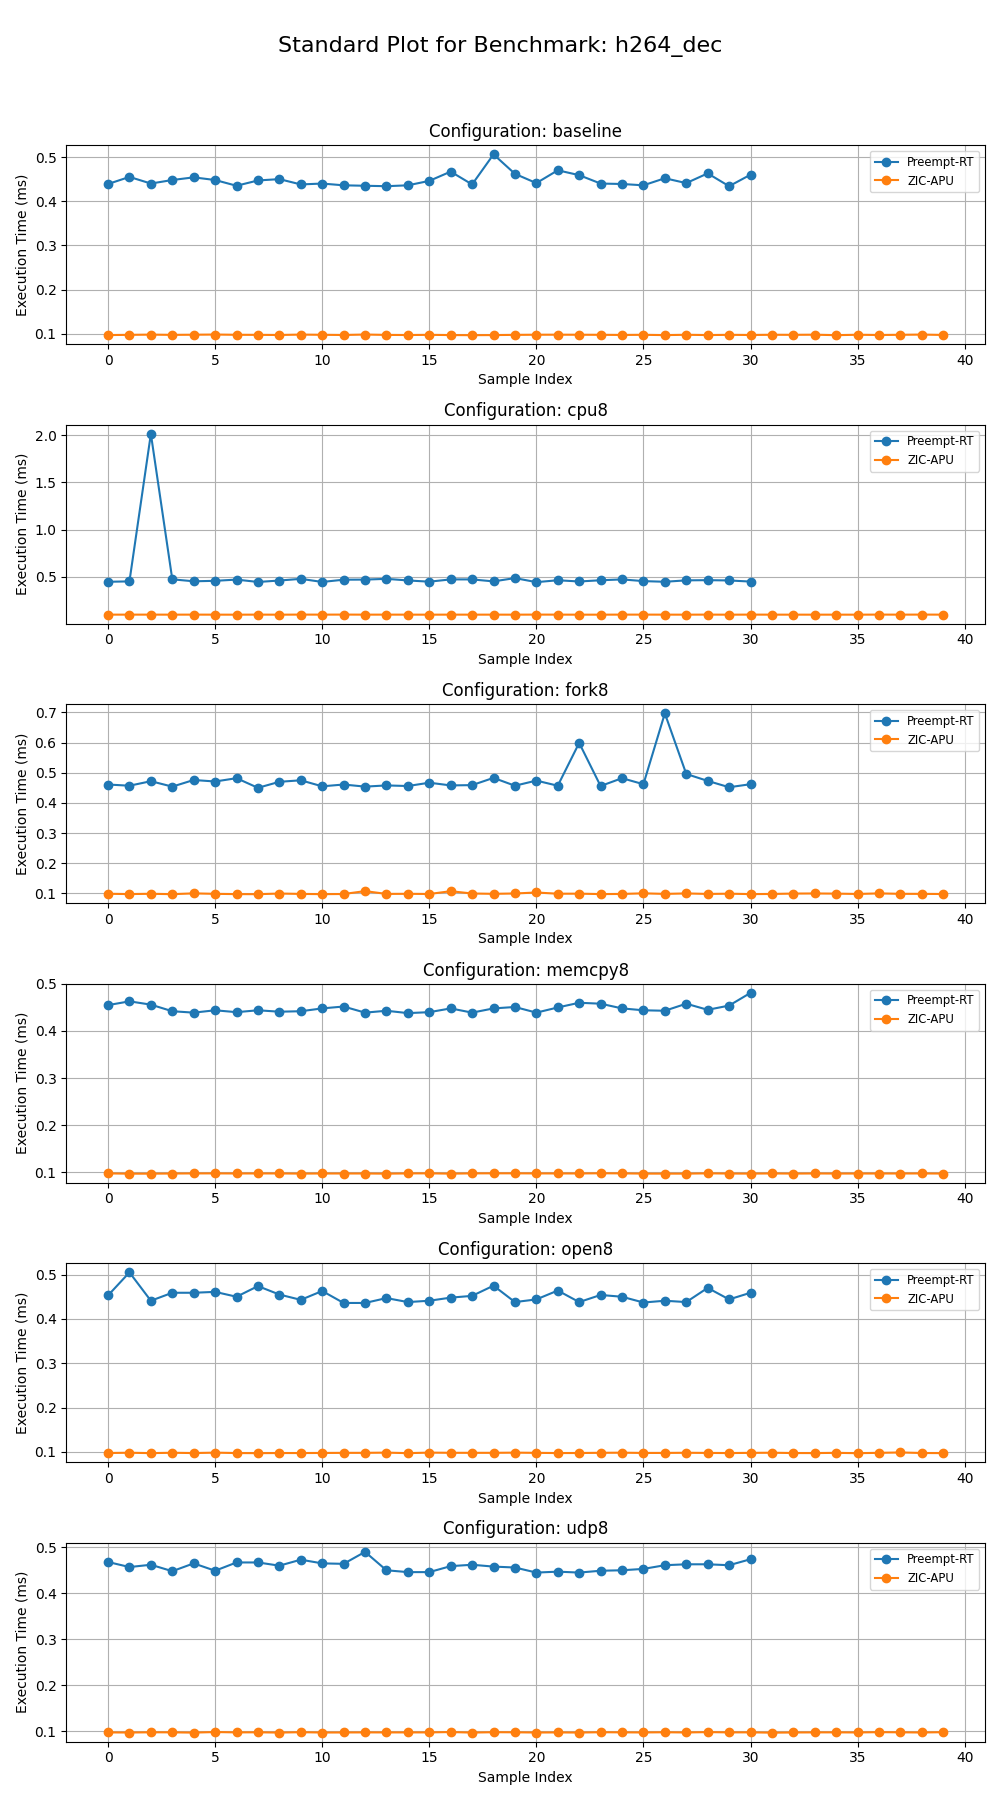 Standard Plot for Benchmark: h264_dec
Configuration: baseline
Execution Time (ms)
0.5
0.4
0.3
0.2
0.1
Preempt-RT
ZIC-APU
0 5 10 15 20 25 30 35 40
Sample Index
Configuration: cpu8
Execution Time (ms)
2.0
1.5
1.0
0.5
Preempt-RT
ZIC-APU
0 5 10 15 20 25 30 35 40
Sample Index
Configuration: fork8
Execution Time (ms)
0.7
0.6
0.5
0.4
0.3
0.2
0.1
Preempt-RT
ZIC-APU
0 5 10 15 20 25 30 35 40
Sample Index
Configuration: memcpy8
Execution Time (ms)
0.5
0.4
0.3
0.2
0.1
Preempt-RT
ZIC-APU
0 5 10 15 20 25 30 35 40
Sample Index
Configuration: open8
Execution Time (ms)
0.5
0.4
0.3
0.2
0.1
Preempt-RT
ZIC-APU
0 5 10 15 20 25 30 35 40
Sample Index
Configuration: udp8
Execution Time (ms)
0.5
0.4
0.3
0.2
0.1
Preempt-RT
ZIC-APU
0 5 10 15 20 25 30 35 40
Sample Index